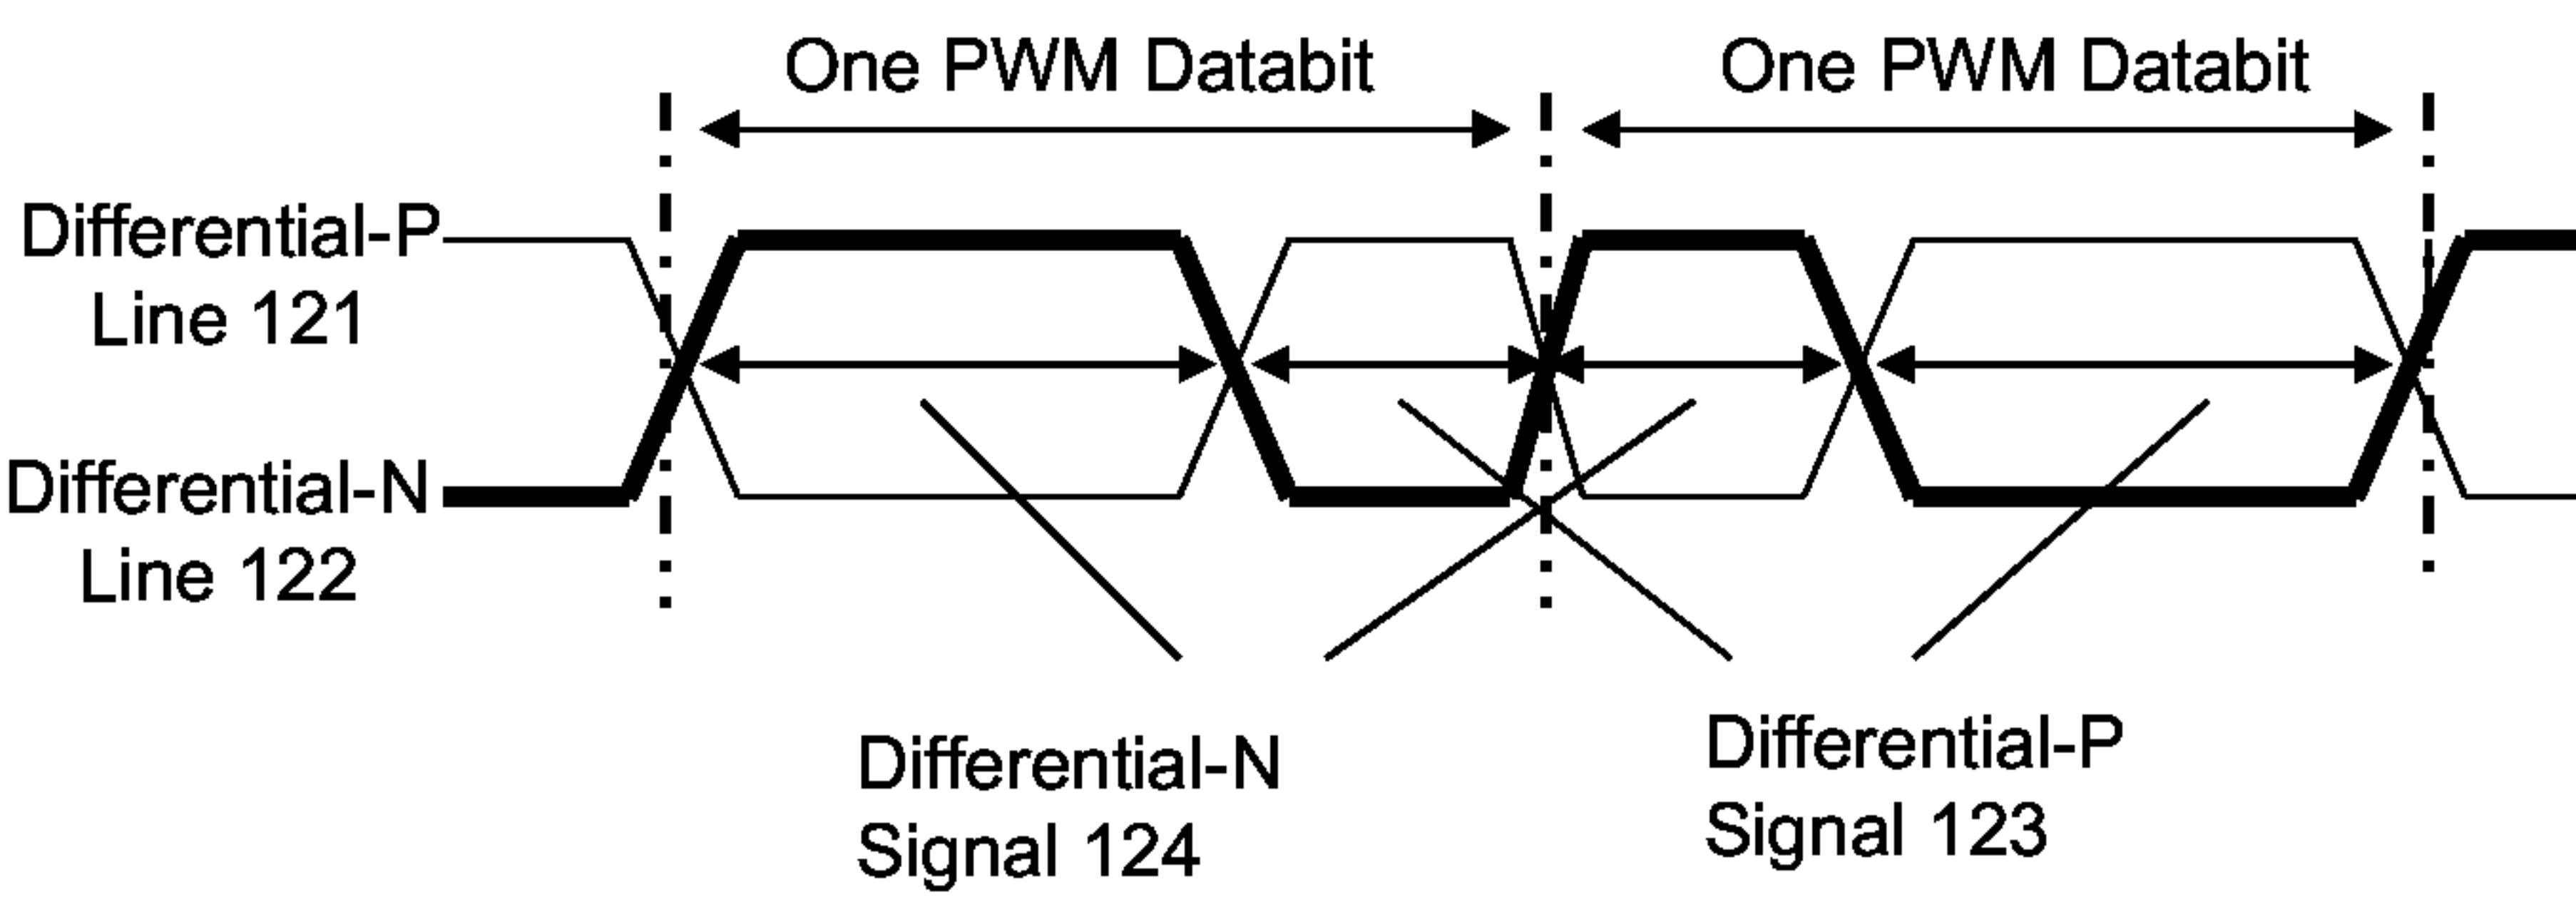 One PWM Databit
One PWM Databit
Differential-P
Line 121
Differential-N
Line 122
Differential-N
Signal 124
Differential-P
Signal 123